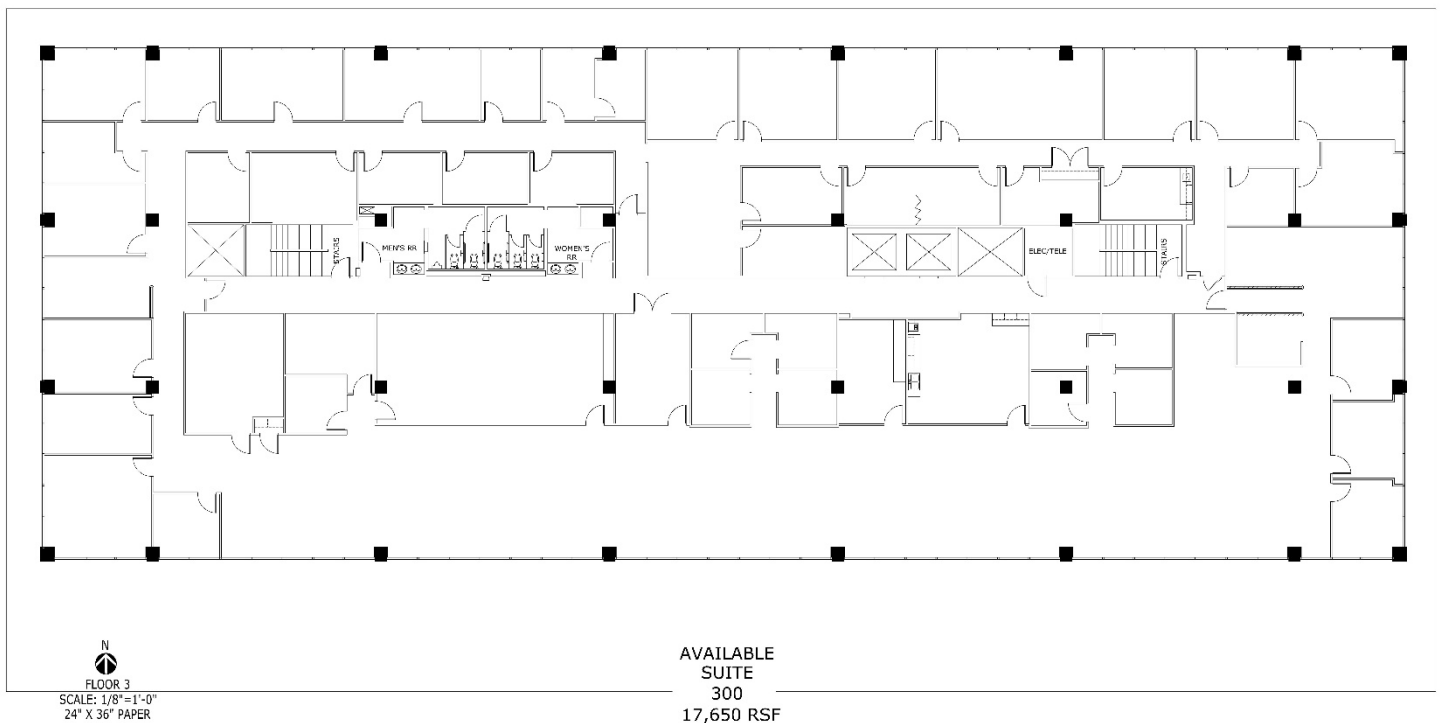 STAIRS
MEN'S RR
WOMEN'S
RR
ELEC/TELE
STAIRS
N
FLOOR 3
SCALE: 1/8"=1'-0"
24" X 36" PAPER
AVAILABLE
SUITE
300
17,650 RSF